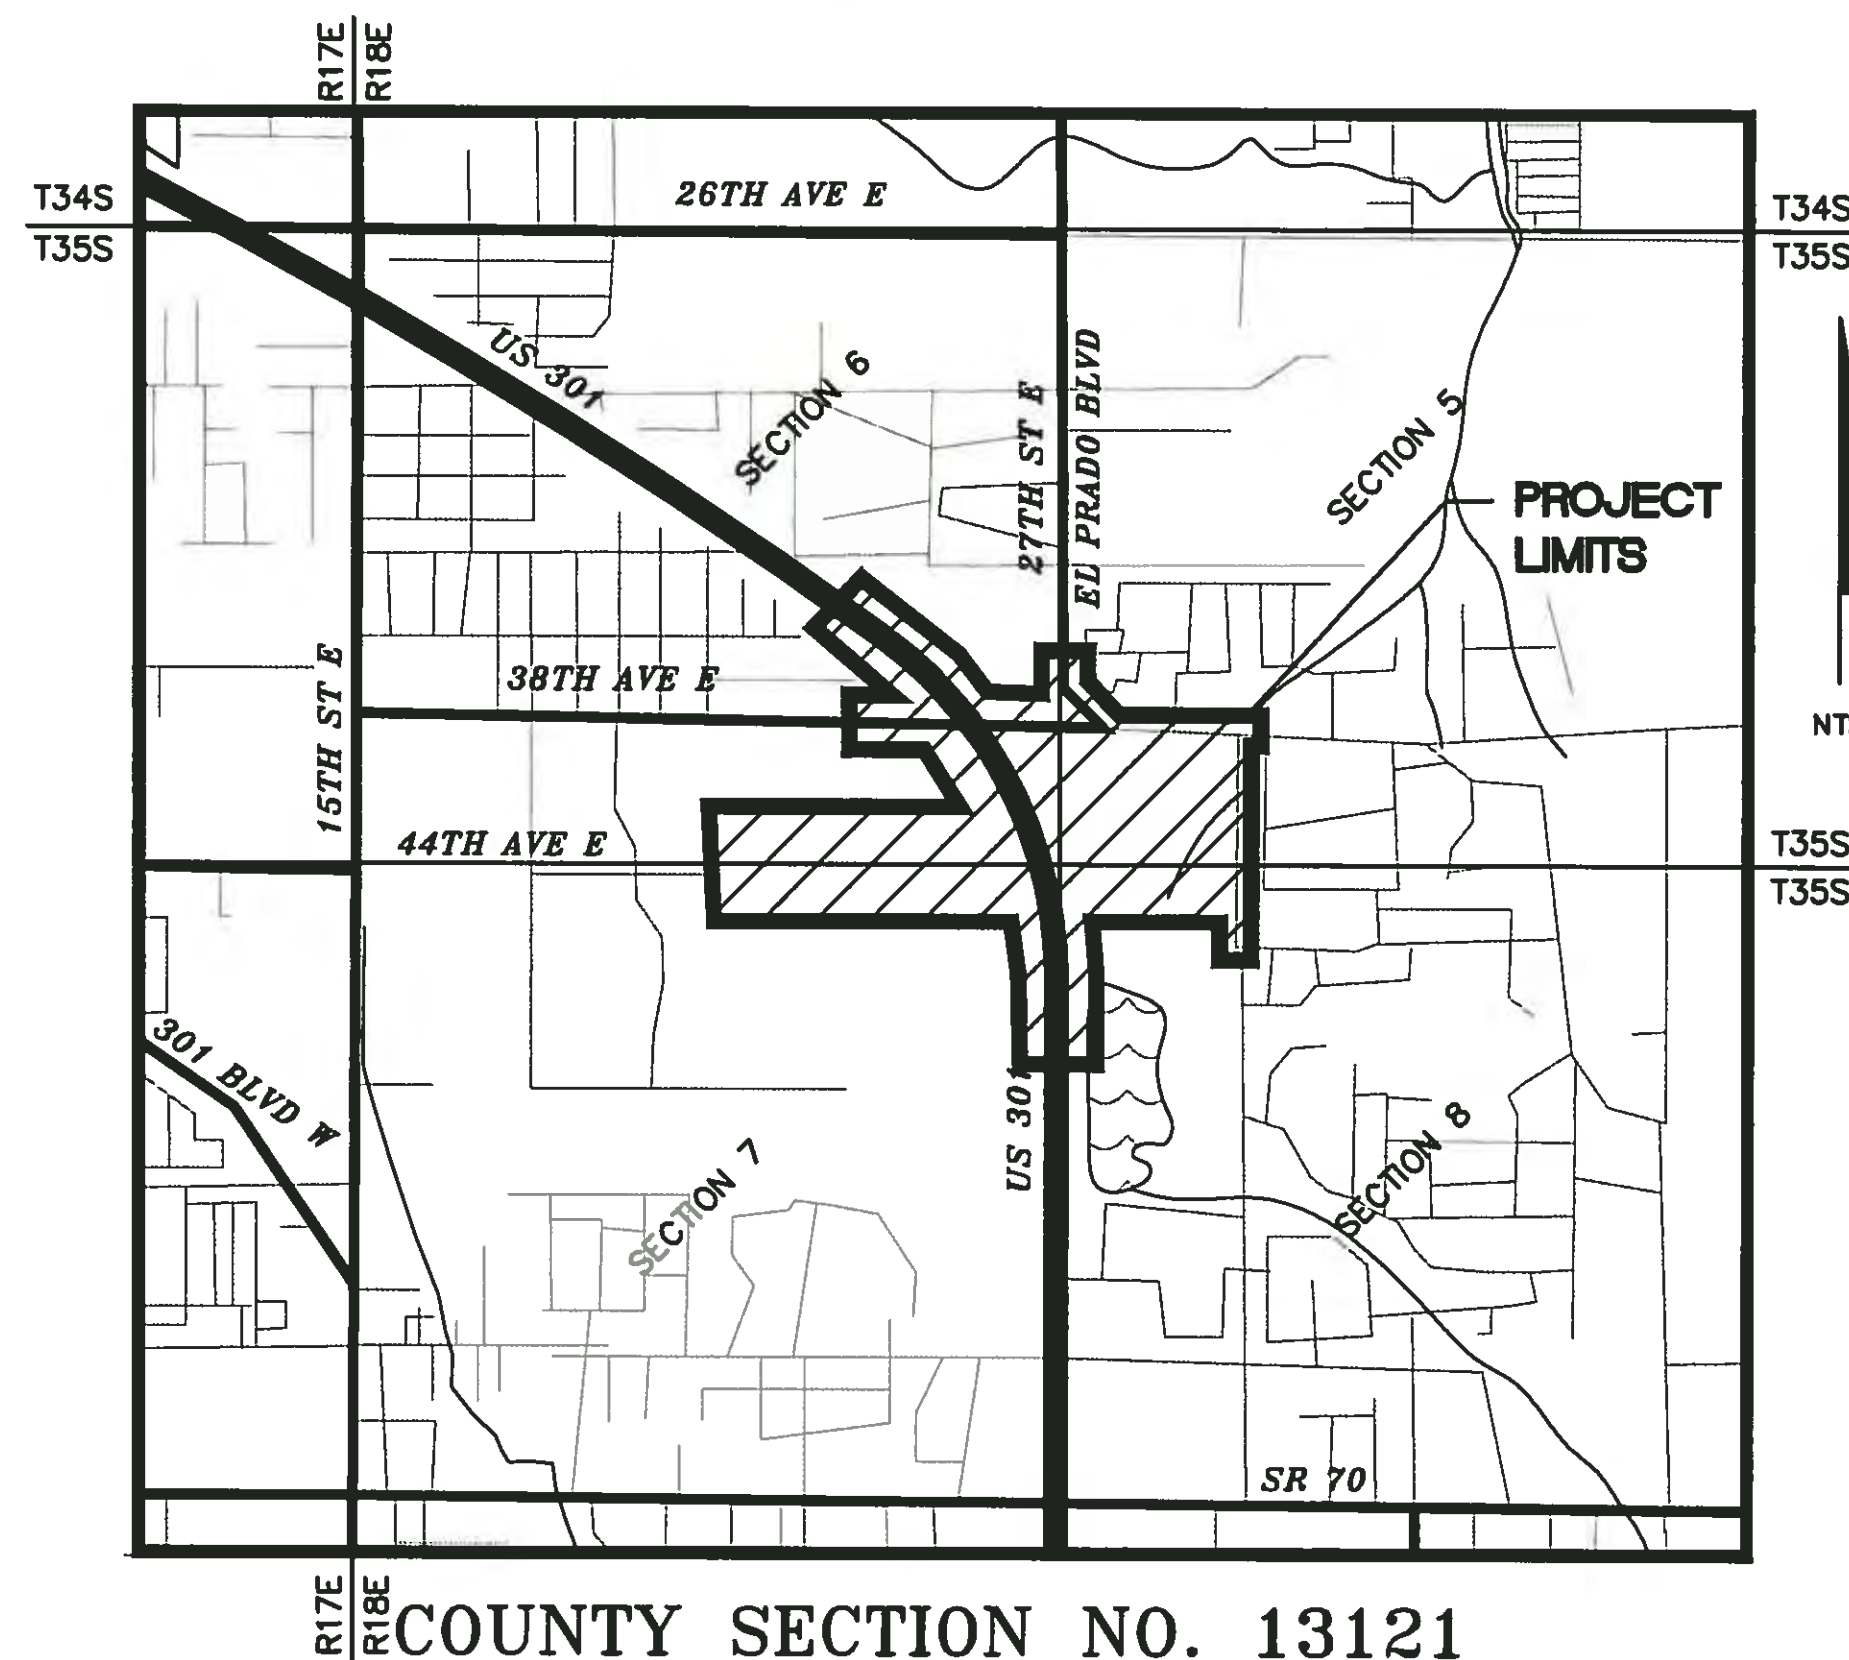 R17E
R18E
T34S
T35S
26TH AVE E
T34S
T35S
US 301
SECTION 6
27TH ST E
EL PRADO BLVD
SECTION 5
PROJECT
LIMITS
15TH ST E
38TH AVE E
44TH AVE E
T35S
T35S
301 BLVD W
US 301
SECTION 7
SECTION 8
SR 70
R17E
R18E
COUNTY SECTION NO. 13121